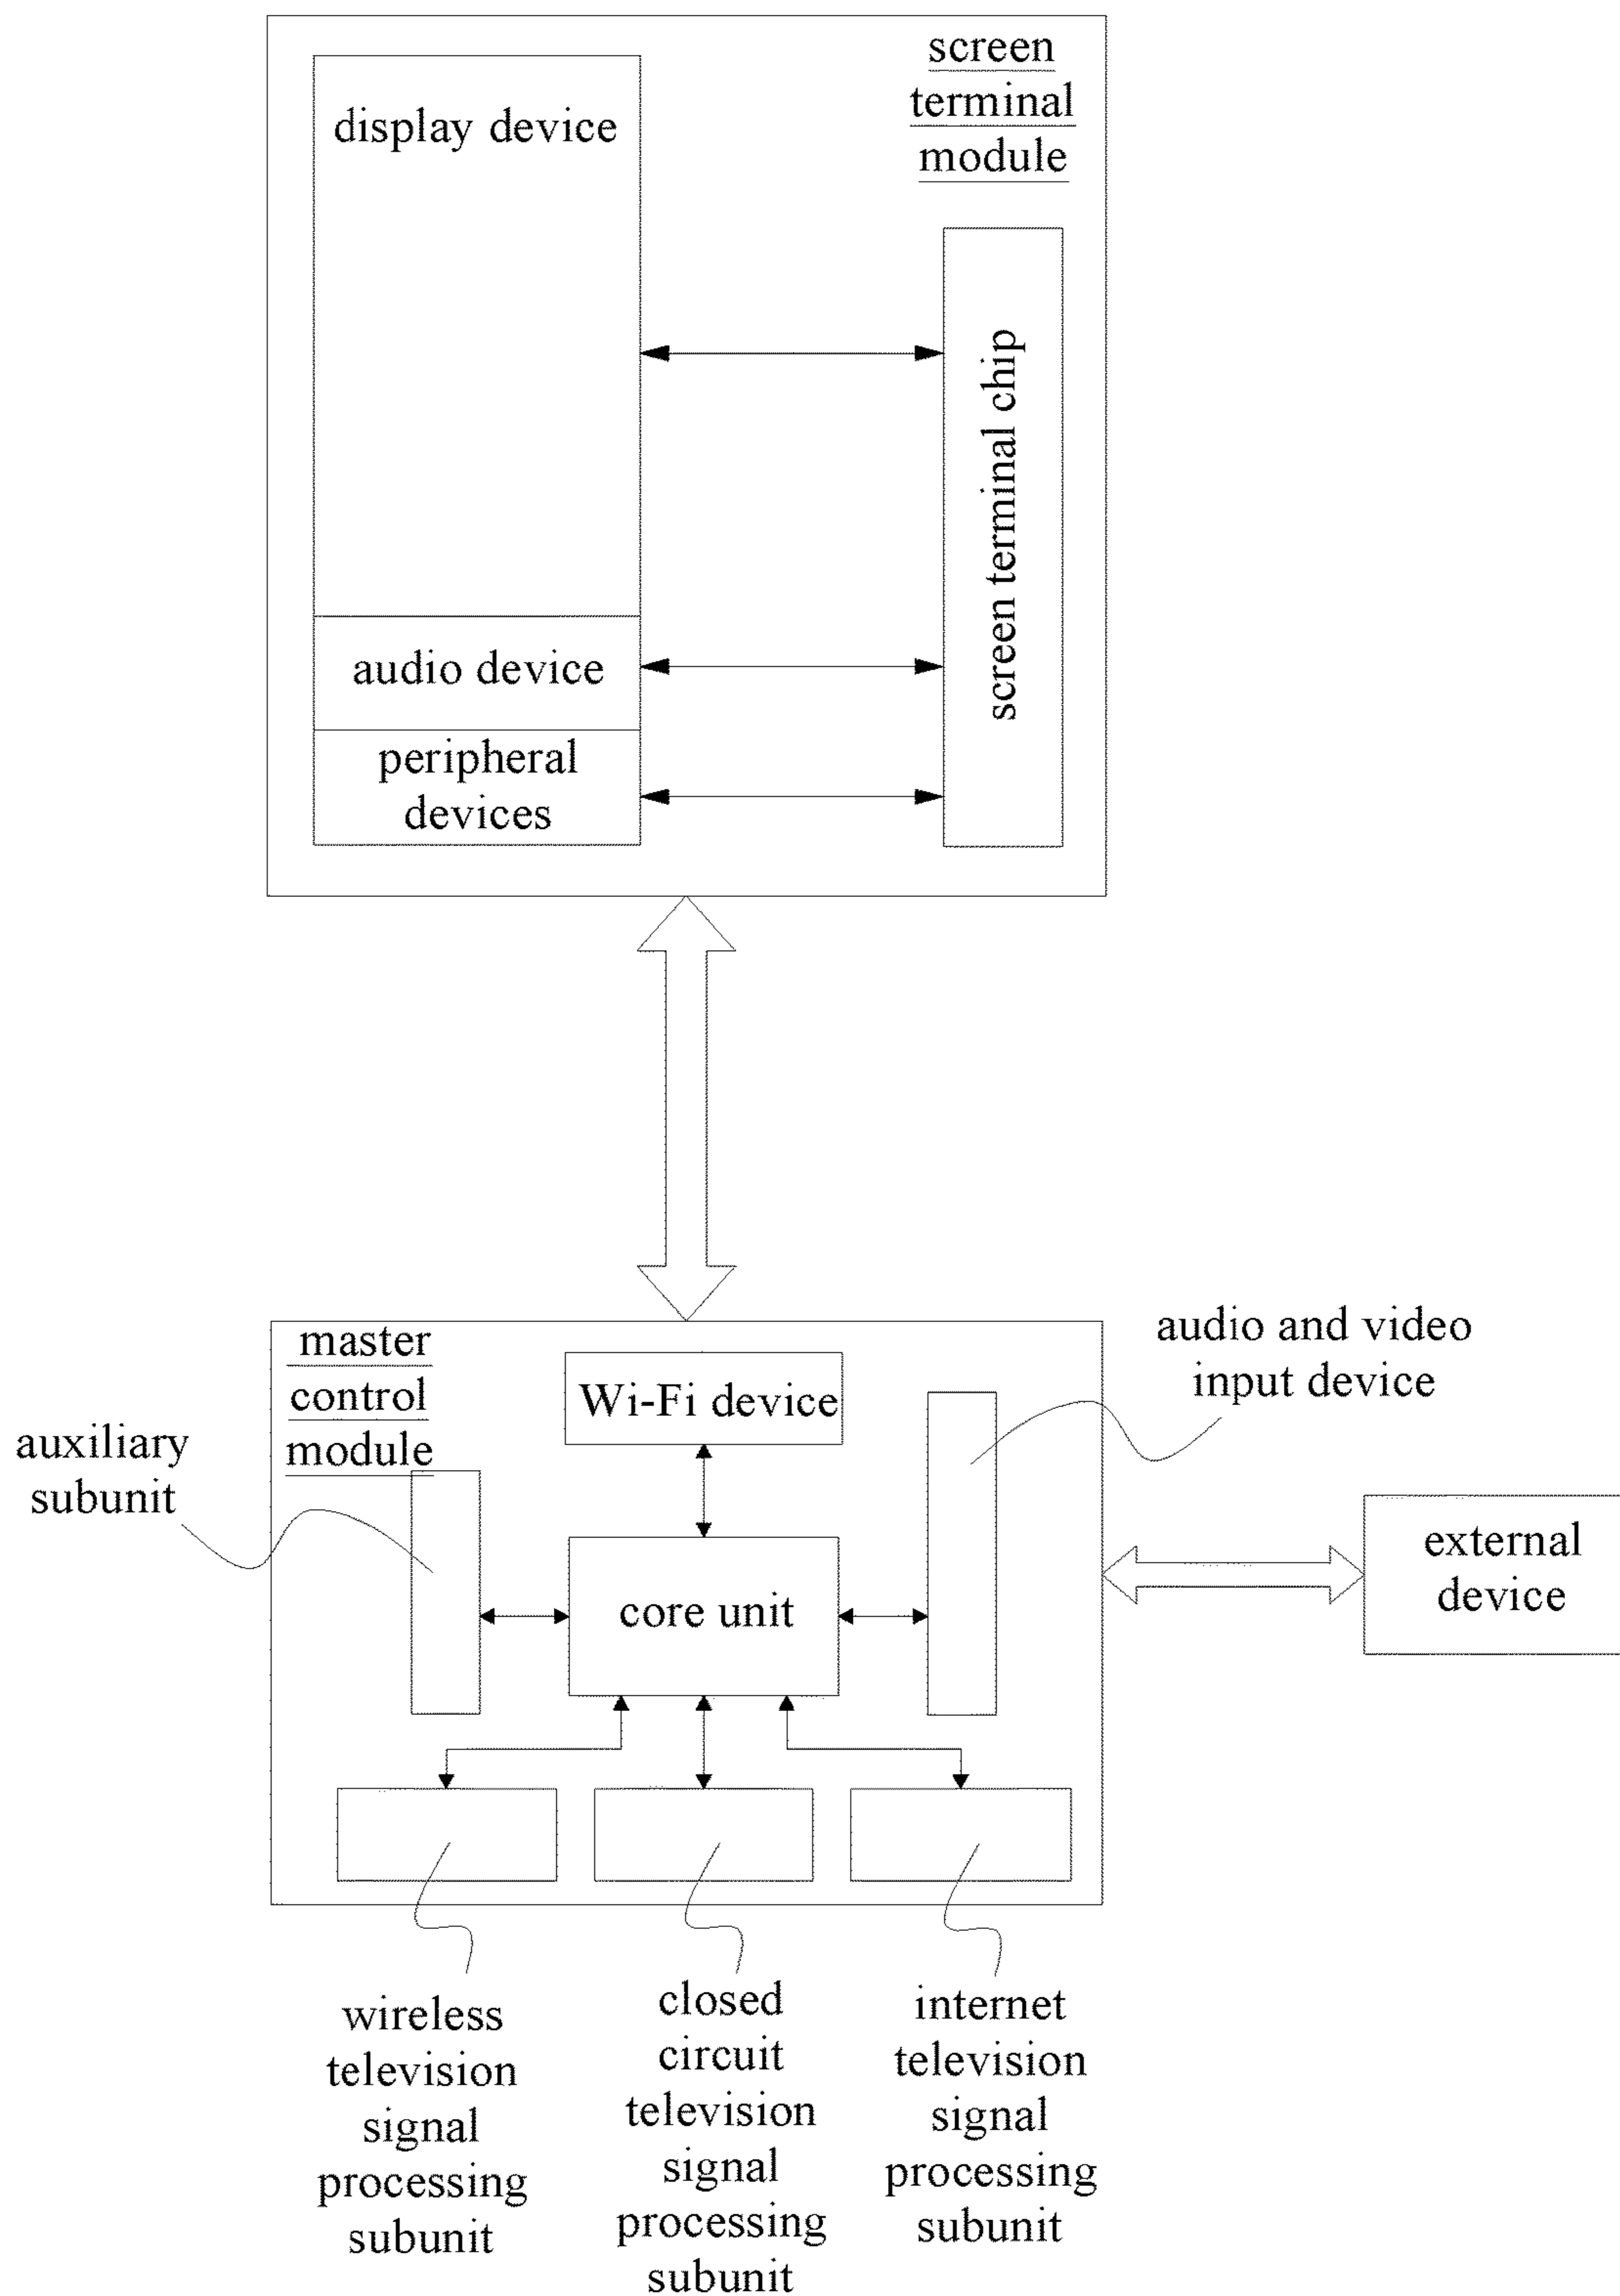 screen
terminal
module
display device
screen terminal chip
audio device
peripheral
devices
master
control
module
Wi-Fi device
audio and video
input device
auxiliary
subunit
core unit
external
device
wireless
television
signal
processing
subunit
closed
circuit
television
signal
processing
subunit
internet
television
signal
processing
subunit